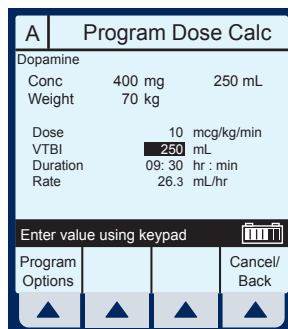 A Program Dose Calc
Dopamine
Conc 400 mg 250 mL
Weight 70 kg
Dose 10 mcg/kg/min
VTBI 250 mL
Duration 09: 30 hr : min
Rate 26.3 mL/hr
Enter value using keypad
Program Options Cancel/ Back